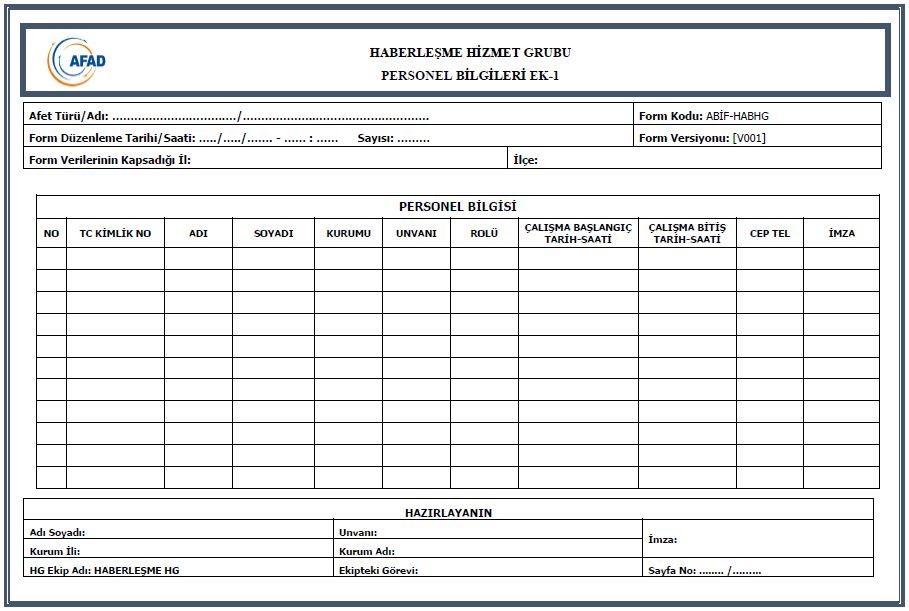 AFAD
HABERLEŞME HİZMET GRUBU
PERSONEL BİLGİLERİ EK-1
Afet Türü/Adı: ................................../..................................................
Form Kodu: ABİF-HABHG
Form Düzenleme Tarihi/Saati: ...../...../....... - ...... : ...... Sayısı: .........
Form Versiyonu: [V001]
Form Verilerinin Kapsadığı İl: İlçe:
PERSONEL BİLGİSİ
NO TC KİMLİK NO ADI SOYADI KURUMU UNVANI ROLÜ ÇALIŞMA BAŞLANGIÇ TARİH-SAATİ ÇALIŞMA BİTİŞ TARİH-SAATİ CEP TEL İMZA
HAZIRLAYANIN
Adı Soyadı: Unvanı: İmza:
Kurum İli: Kurum Adı:
HG Ekip Adı: HABERLEŞME HG Ekipteki Görevi: Sayfa No: ........ /.........